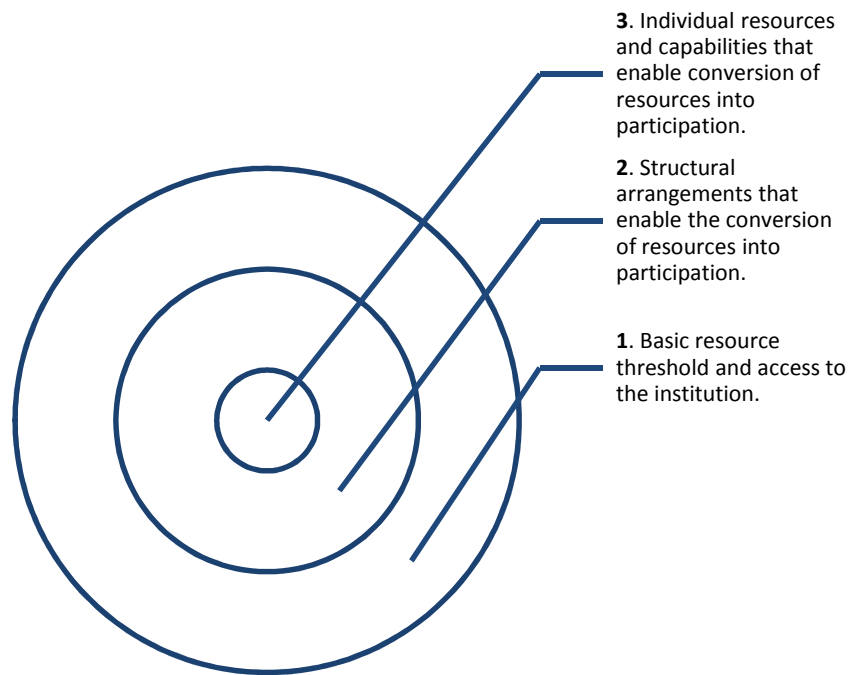 3. Individual resources
and capabilities that
enable conversion of
resources into
participation.
2. Structural
arrangements that
enable the conversion
of resources into
participation.
1. Basic resource
threshold and access to
the institution.